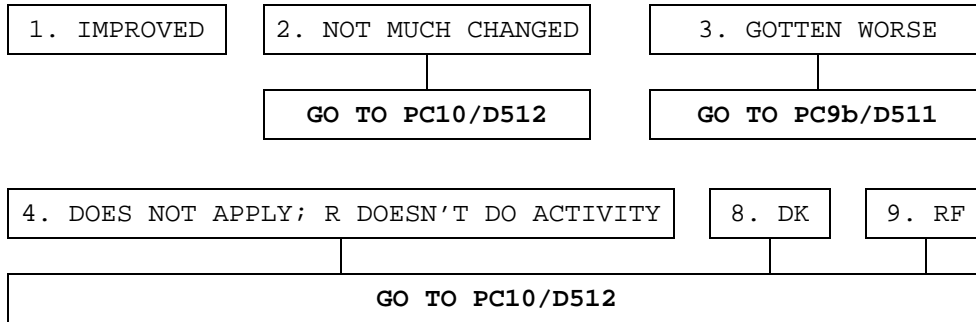 1. IMPROVED 2. NOT MUCH CHANGED 3. GOTTEN WORSE
GO TO PC10/D512 GO TO PC9b/D511
4. DOES NOT APPLY; R DOESN'T DO ACTIVITY 8. DK 9. RF
GO TO PC10/D512